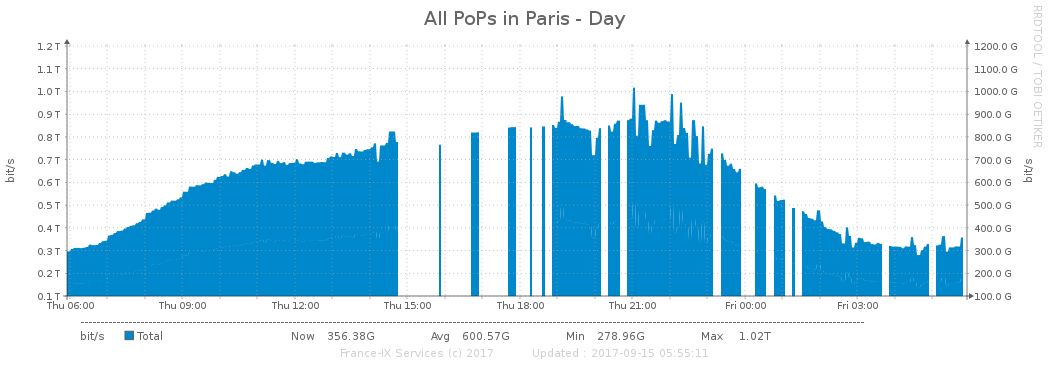 All PoPs in Paris - Day
RRDTOOL / TOBI OETIKER
1.2 T 1200.0 G
1.1 T 1100.0 G
1.0 T 1000.0 G
0.9 T 900.0 G
0.8 T 800.0 G
0.7 T 700.0 G
0.6 T 600.0 G
0.5 T 500.0 G
0.4 T 400.0 G
0.3 T 300.0 G
0.2 T 200.0 G
0.1 T 100.0 G
bit/s
bit/s
Thu 06:00 Thu 09:00 Thu 12:00 Thu 15:00 Thu 18:00 Thu 21:00 Fri 00:00 Fri 03:00
bit/s Total Now 356.38G Avg 600.57G Min 278.96G Max 1.02T
France-IX Services (c) 2017 Updated : 2017-09-15 05:55:11